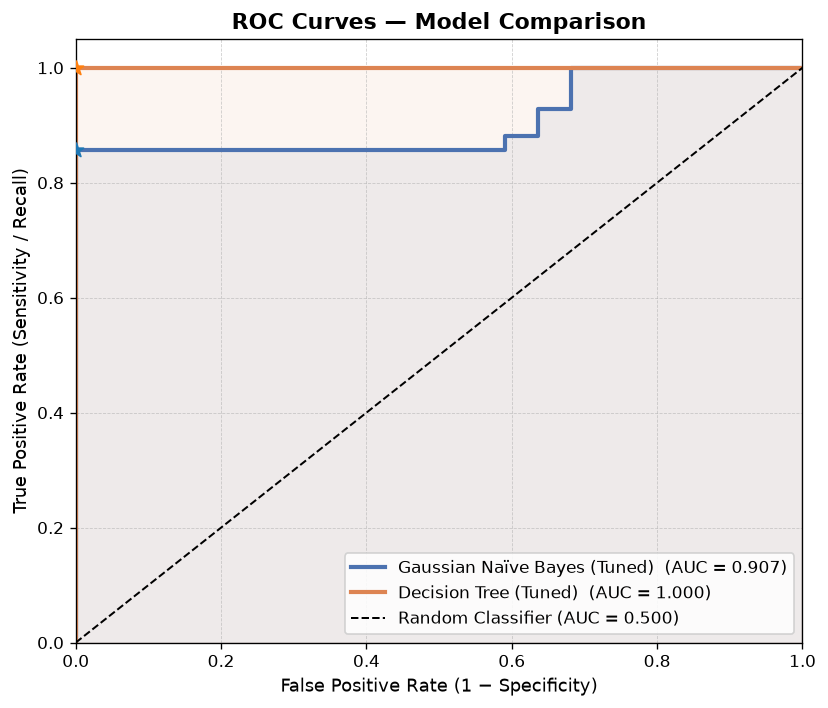 ROC Curves — Model Comparison
True Positive Rate (Sensitivity / Recall)
1.0
0.8
0.6
0.4
0.2
0.0
0.0 0.2 0.4 0.6 0.8 1.0
False Positive Rate (1 − Specificity)
Gaussian Naïve Bayes (Tuned) (AUC = 0.907)
Decision Tree (Tuned) (AUC = 1.000)
Random Classifier (AUC = 0.500)